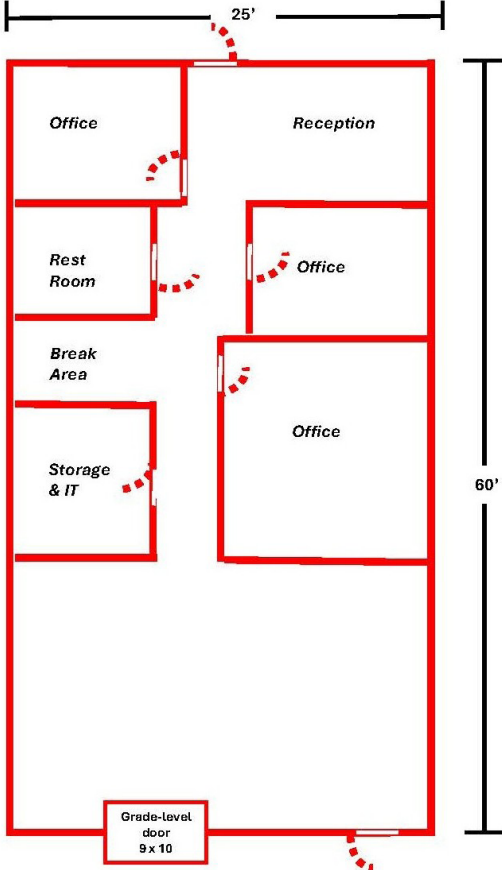 25’
Office
Reception
Rest
Room
Office
Break
Area
Office
Storage
& IT
60’
Grade-level
door
9 x 10